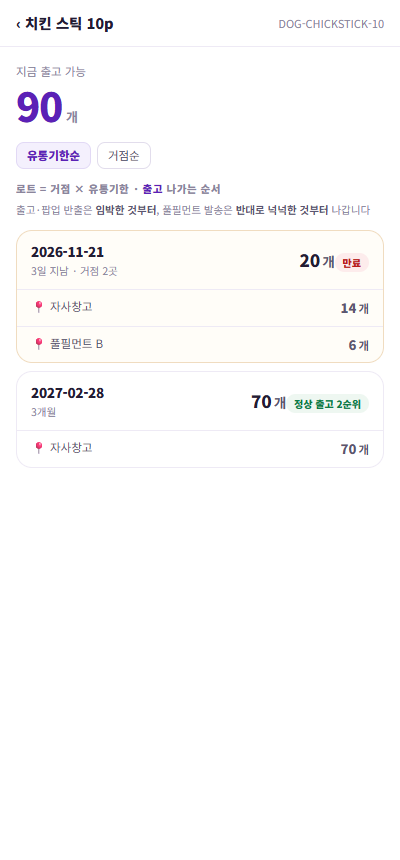 ‹ 치킨 스틱 10p DOG-CHICKSTICK-10
지금 출고 가능
90 개
유통기한순 거점순
로트 = 거점 × 유통기한 · 출고 나가는 순서
출고·팝업 반출은 임박한 것부터, 풀필먼트 발송은 반대로 넉넉한 것부터 나갑니다
2026-11-21
3일 지남 · 거점 2곳
20 개 만료
📍 자사창고 14 개
📍 풀필먼트 B 6 개
2027-02-28
3개월
70 개 정상 출고 2순위
📍 자사창고 70 개